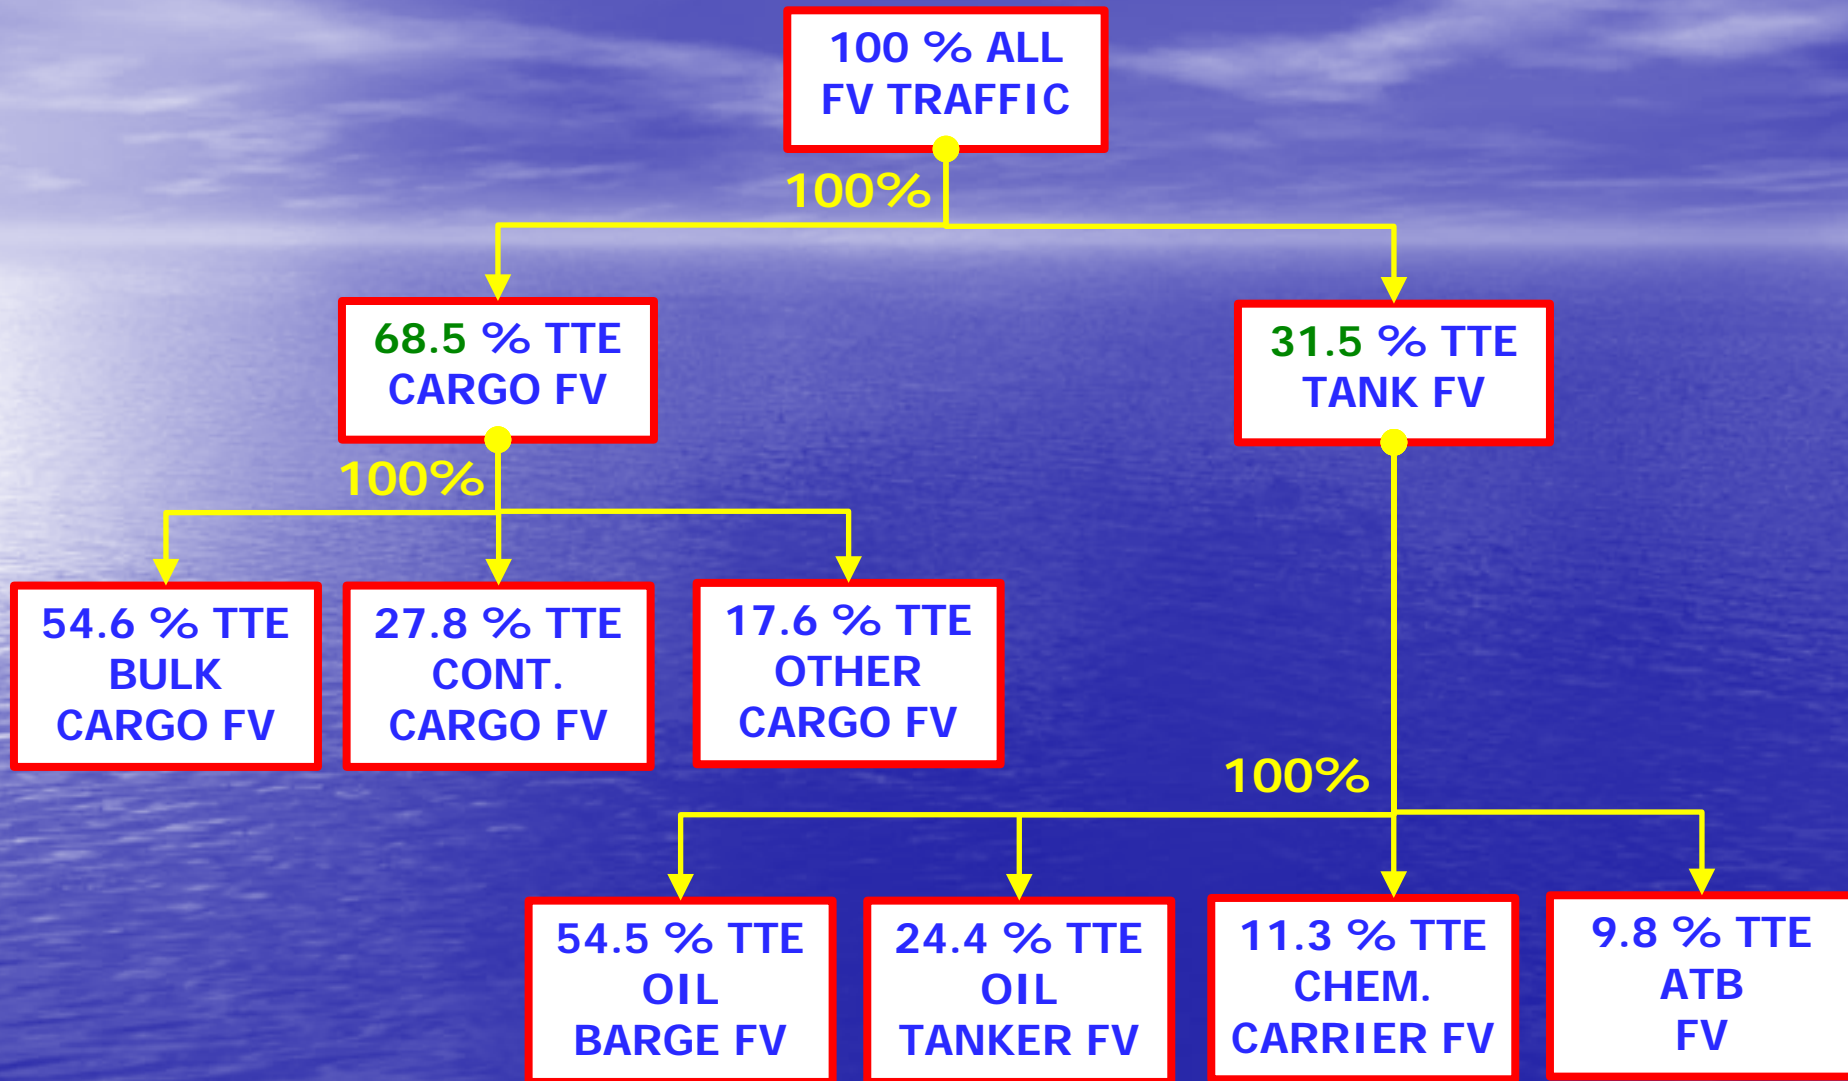 100 % ALL
FV TRAFFIC
100%
68.5 % TTE
CARGO FV
31.5 % TTE
TANK FV
100%
54.6 % TTE
BULK
CARGO FV
27.8 % TTE
CONT.
CARGO FV
17.6 % TTE
OTHER
CARGO FV
100%
54.5 % TTE
OIL
BARGE FV
24.4 % TTE
OIL
TANKER FV
11.3 % TTE
CHEM.
CARRIER FV
9.8 % TTE
ATB
FV